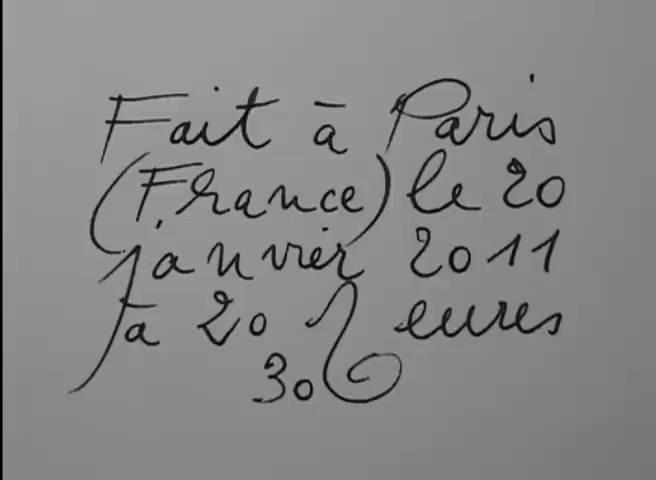 Fait à Paris
(France) le 20
janvier 2011
à 20 heures
30